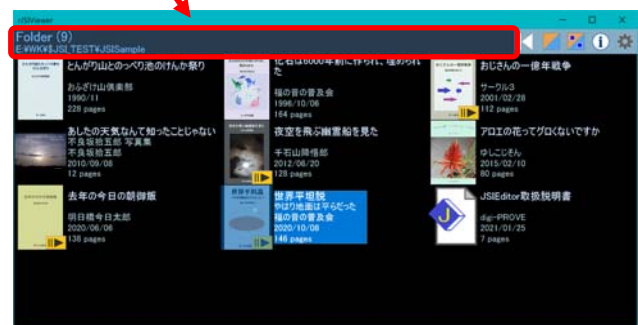 rJSIViewer
Folder (9)
E:¥WK¥$JSI_TEST¥JSISample
とんがり山とのっぺり池のけんか祭り
おふざけ山倶楽部
1990/11
228 pages
化石は6000年前に作られ、埋められ
た
福の音の普及会
1996/10/06
164 pages
おじさんの一億年戦争
サークル3
2001/02/28
112 pages
あしたの天気なんて知ったことじゃない
不良坂拾五郎 写真集
不良坂拾五郎
2010/09/08
12 pages
夜空を飛ぶ幽霊船を見た
千石山降悟郎
2012/06/20
128 pages
アロエの花ってグロくないですか
ゆしこじそん
2015/02/10
80 pages
去年の今日の朝御飯
明日橋今日太郎
2020/06/06
138 pages
世界平坦説
やはり地面は平らだった
福の音の普及会
2020/10/08
146 pages
JSIEditor取扱説明書
digi-PROVE
2021/01/25
7 pages